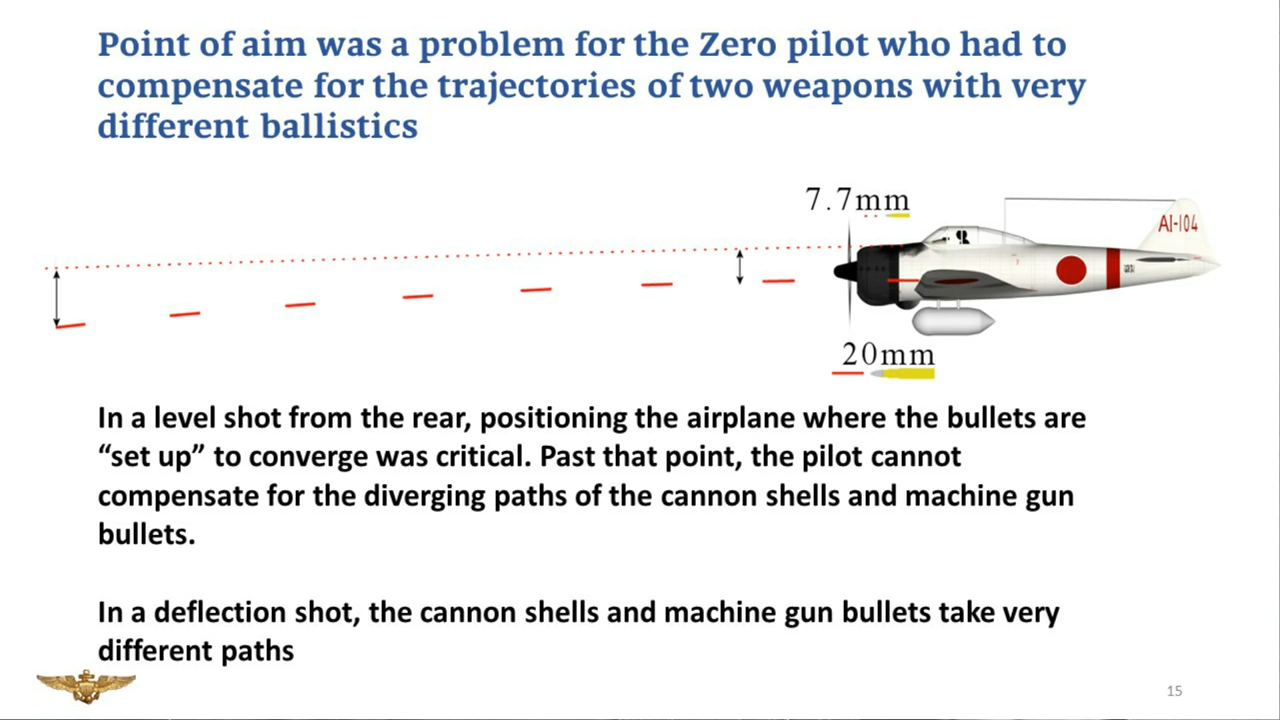 Point of aim was a problem for the Zero pilot who had to
compensate for the trajectories of two weapons with very
different ballistics
7.7mm
AI-104
20mm
In a level shot from the rear, positioning the airplane where the bullets are
“set up” to converge was critical. Past that point, the pilot cannot
compensate for the diverging paths of the cannon shells and machine gun
bullets.
In a deflection shot, the cannon shells and machine gun bullets take very
different paths
15